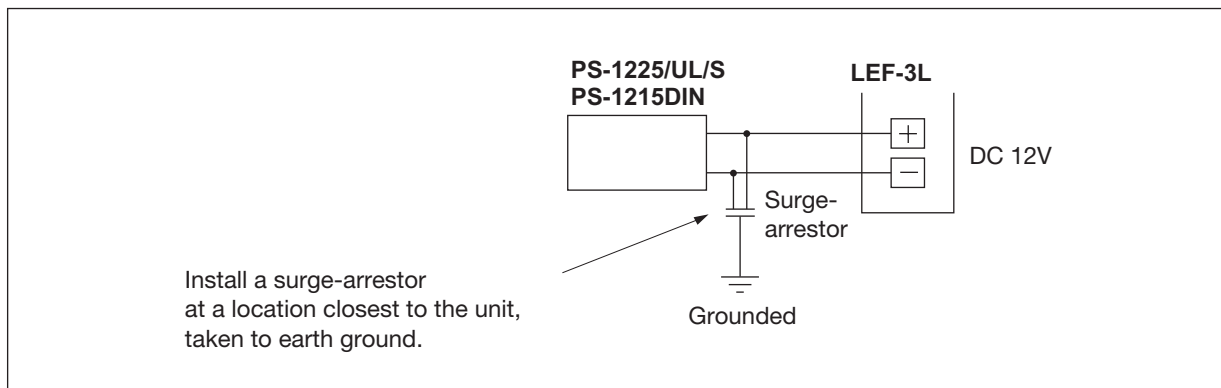 PS-1225/UL/S
PS-1215DIN
LEF-3L
+
−
DC 12V
Surge-
arrestor
Install a surge-arrestor
at a location closest to the unit,
taken to earth ground.
Grounded